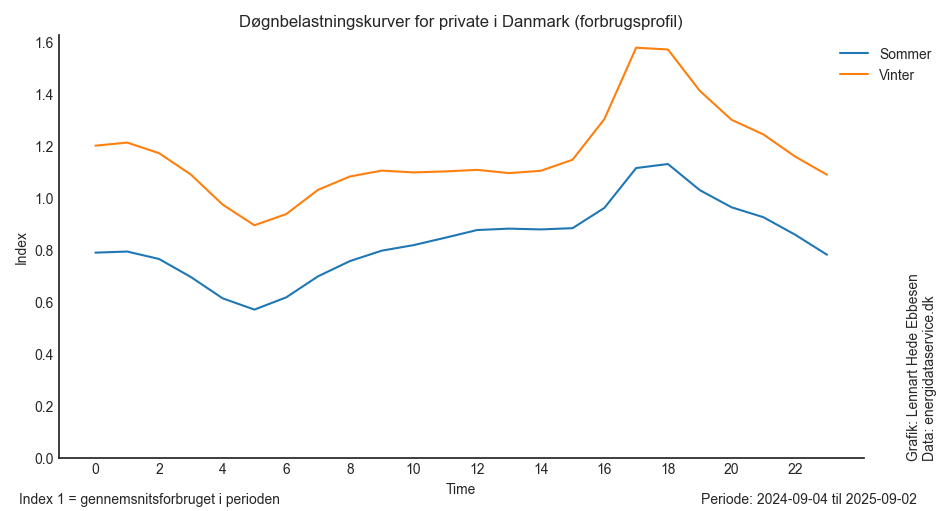 Døgnbelastningskurver for private i Danmark (forbrugsprofil)
1.6
1.4
1.2
1.0
0.8
0.6
0.4
0.2
0.0
Index
0 2 4 6 8 10 12 14 16 18 20 22
Time
Sommer
Vinter
Grafik: Lennart Hede Ebbesen
Data: energidataservice.dk
Index 1 = gennemsnitsforbruget i perioden
Periode: 2024-09-04 til 2025-09-02